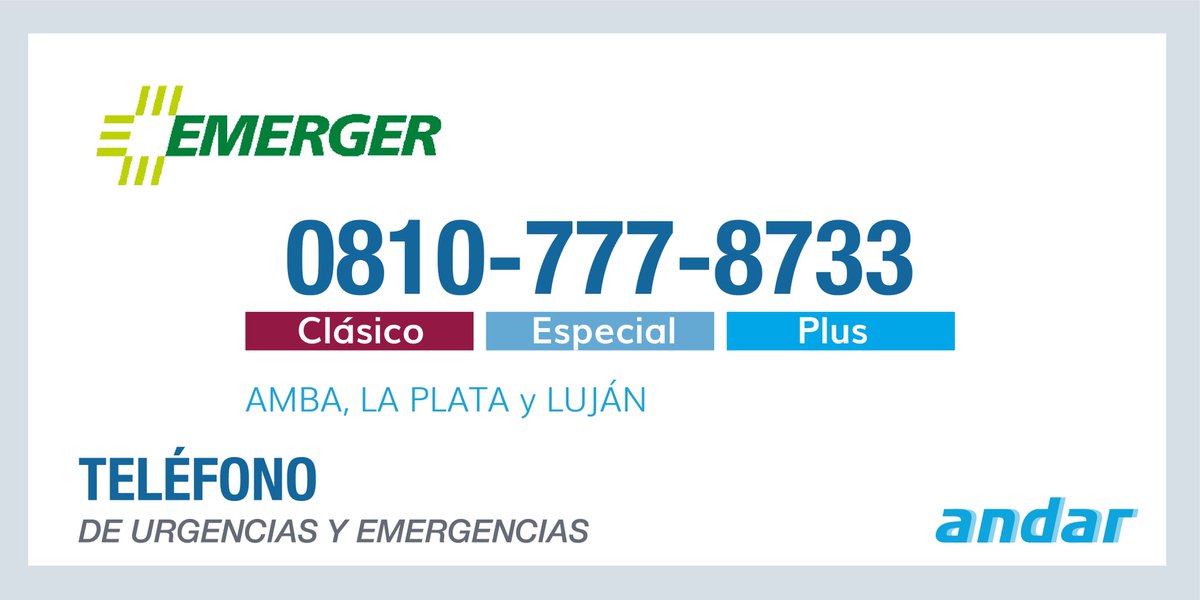 EMERGER
0810-777-8733
Clásico Especial Plus
AMBA, LA PLATA y LUJÁN
TELÉFONO
DE URGENCIAS Y EMERGENCIAS
andar